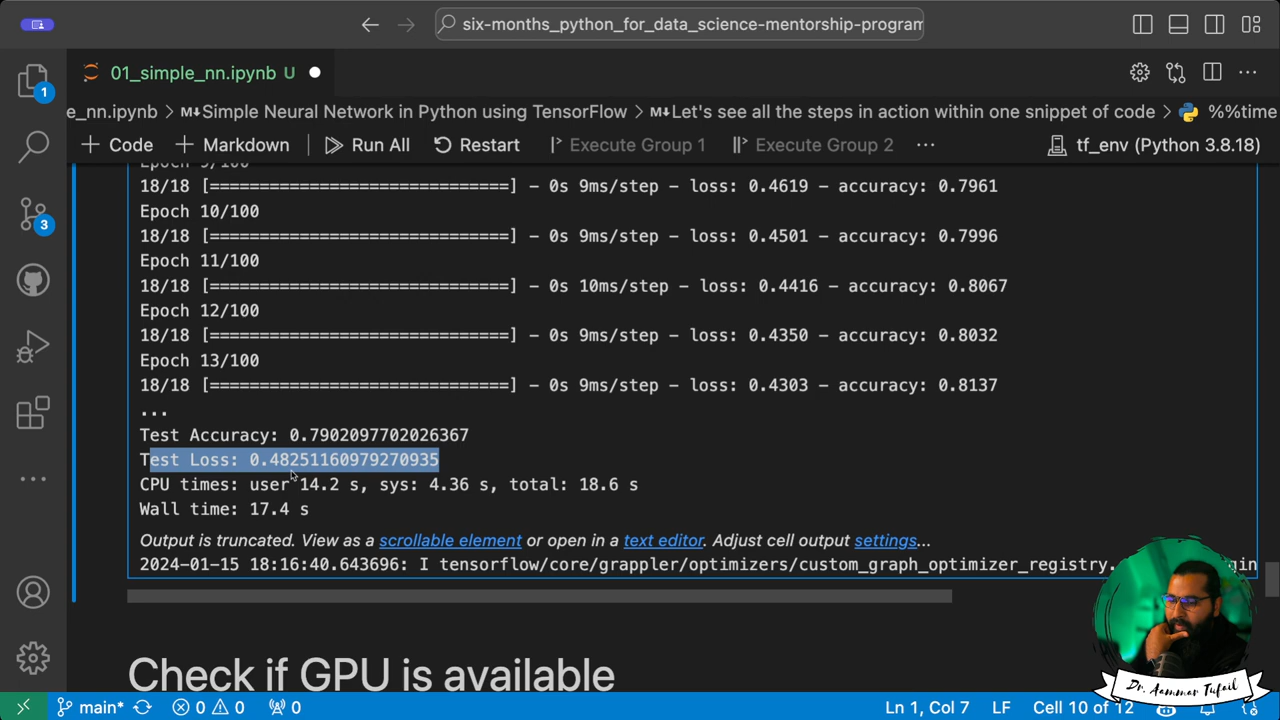 six-months_python_for_data_science-mentorship-program
01_simple_nn.ipynb U
e_nn.ipynb > Simple Neural Network in Python using TensorFlow > Let's see all the steps in action within one snippet of code > %%time
+ Code + Markdown Run All Restart Execute Group 1 Execute Group 2 ... tf_env (Python 3.8.18)
Epoch 9/100
18/18 [==============================] - 0s 9ms/step - loss: 0.4619 - accuracy: 0.7961
Epoch 10/100
18/18 [==============================] - 0s 9ms/step - loss: 0.4501 - accuracy: 0.7996
Epoch 11/100
18/18 [==============================] - 0s 10ms/step - loss: 0.4416 - accuracy: 0.8067
Epoch 12/100
18/18 [==============================] - 0s 9ms/step - loss: 0.4350 - accuracy: 0.8032
Epoch 13/100
18/18 [==============================] - 0s 9ms/step - loss: 0.4303 - accuracy: 0.8137
...
Test Accuracy: 0.7902097702026367
Test Loss: 0.48251160979270935
CPU times: user 14.2 s, sys: 4.36 s, total: 18.6 s
Wall time: 17.4 s
Output is truncated. View as a scrollable element or open in a text editor. Adjust cell output settings...
2024-01-15 18:16:40.643696: I tensorflow/core/grappler/optimizers/custom_graph_optimizer_registry.
Check if GPU is available
Dr. Aammar Tufail
main* 0 0 0 Ln 1, Col 7 LF Cell 10 of 12
1
3